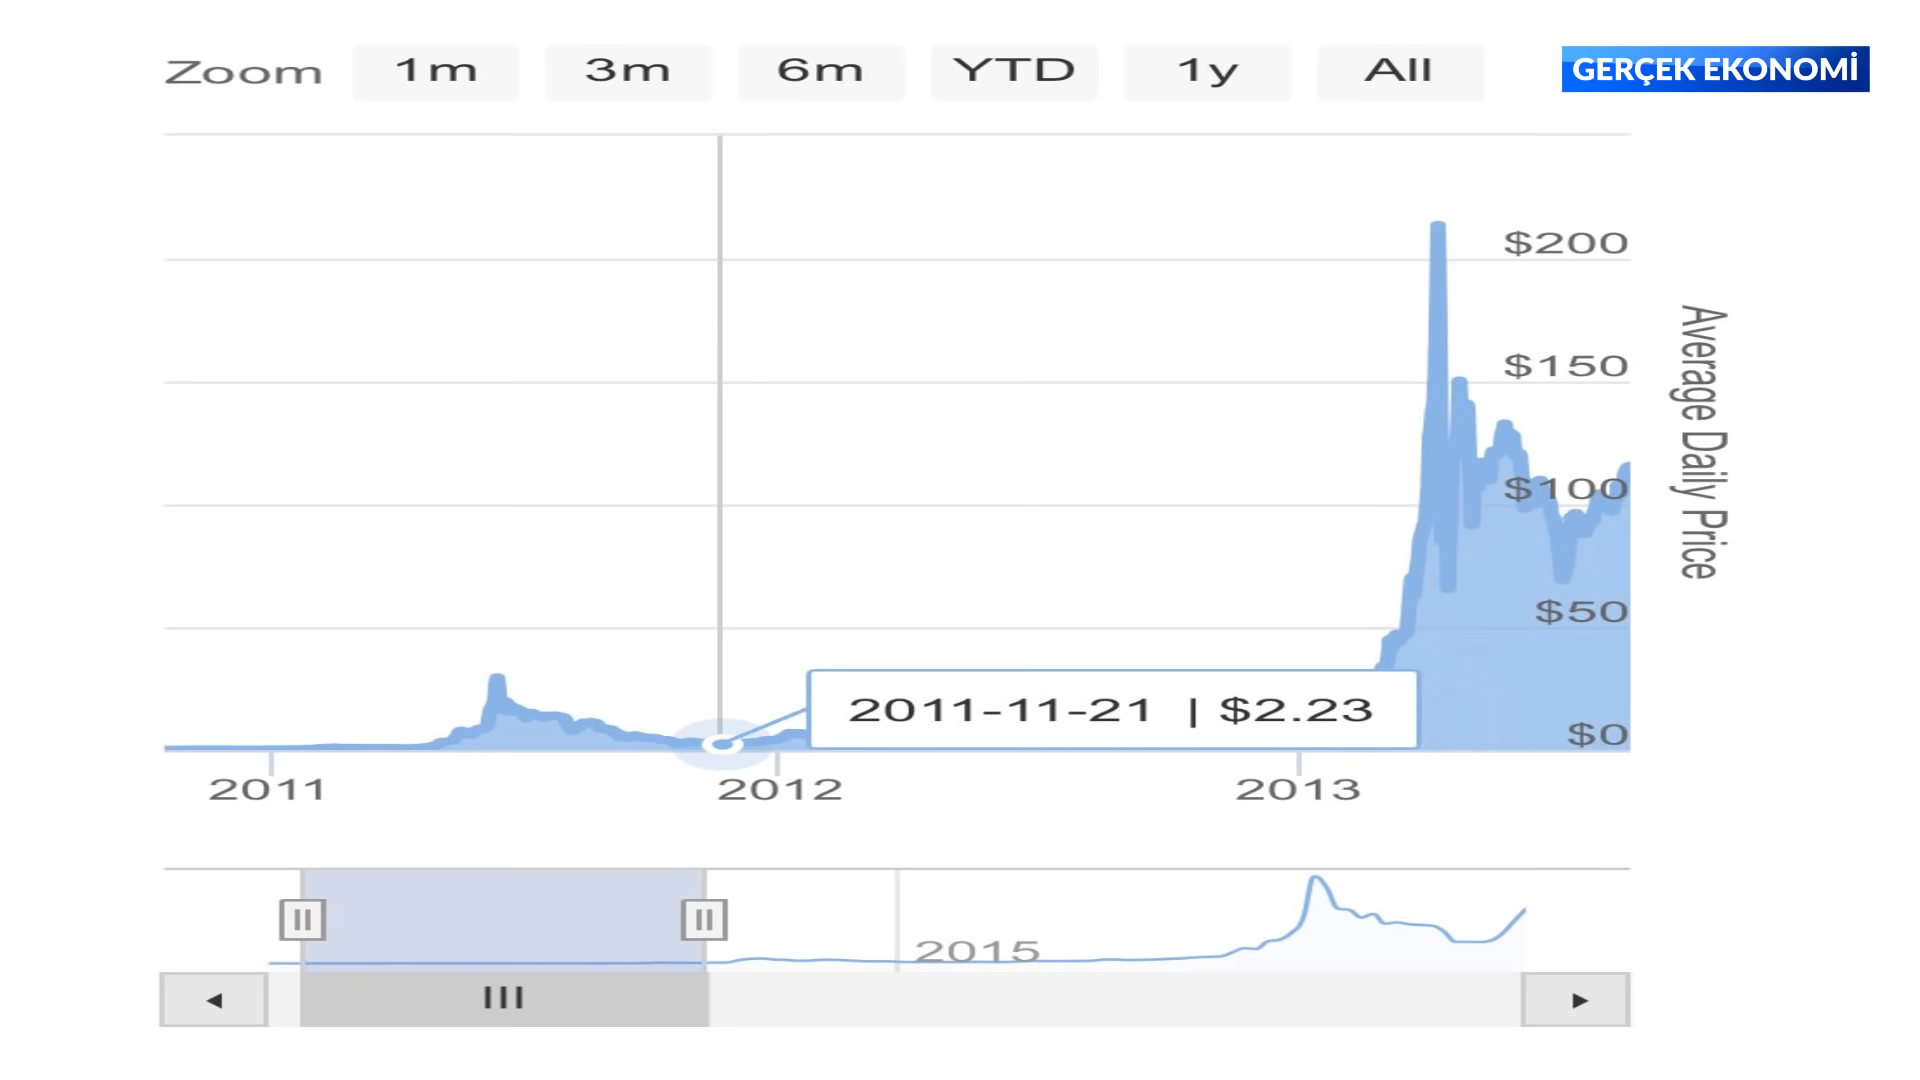 Zoom 1m 3m 6m YTD 1y All
GERÇEK EKONOMİ
$200
$150
$100
$50
$0
Average Daily Price
2011-11-21 | $2.23
2011 2012 2013
2015